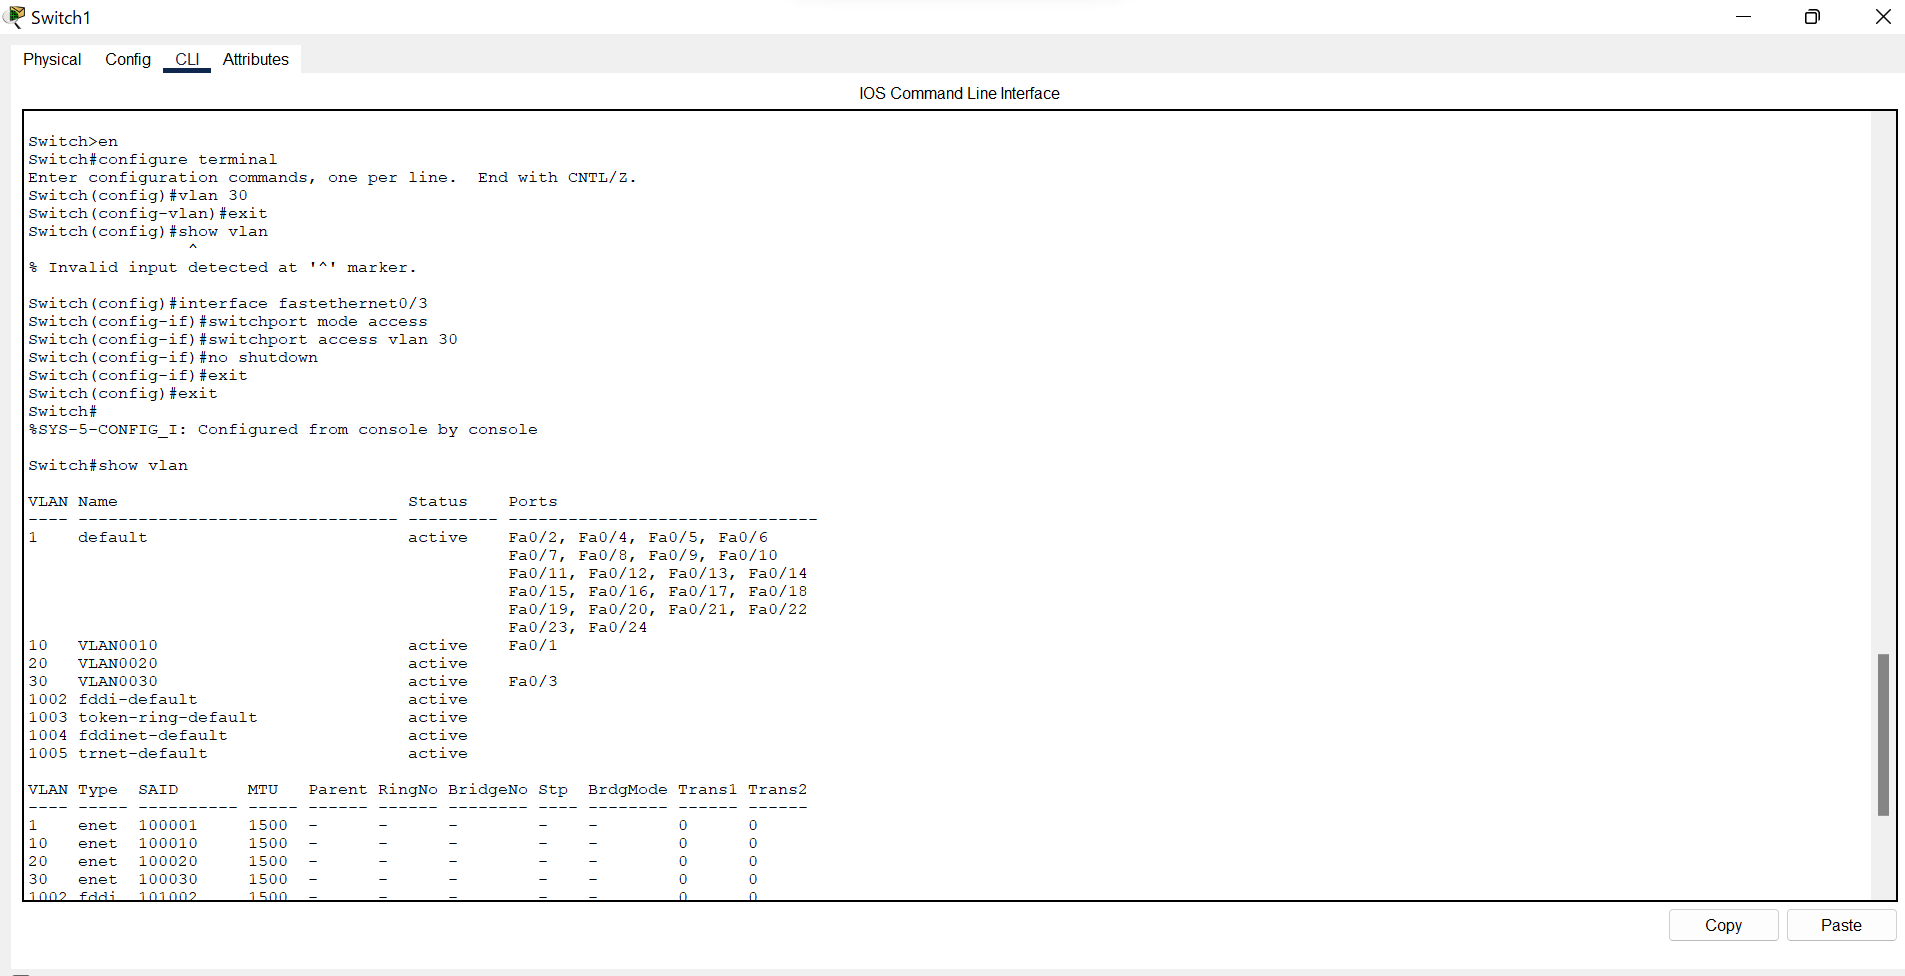 Switch1
Physical Config CLI Attributes
IOS Command Line Interface
Switch>en
Switch#configure terminal
Enter configuration commands, one per line.  End with CNTL/Z.
Switch(config)#vlan 30
Switch(config-vlan)#exit
Switch(config)#show vlan
                ^
% Invalid input detected at '^' marker.
Switch(config)#interface fastethernet0/3
Switch(config-if)#switchport mode access
Switch(config-if)#switchport access vlan 30
Switch(config-if)#no shutdown
Switch(config-if)#exit
Switch(config)#exit
Switch#
%SYS-5-CONFIG_I: Configured from console by console
Switch#show vlan
VLAN Name                             Status    Ports
---- -------------------------------- --------- -------------------------------
1    default                          active    Fa0/2, Fa0/4, Fa0/5, Fa0/6
                                                Fa0/7, Fa0/8, Fa0/9, Fa0/10
                                                Fa0/11, Fa0/12, Fa0/13, Fa0/14
                                                Fa0/15, Fa0/16, Fa0/17, Fa0/18
                                                Fa0/19, Fa0/20, Fa0/21, Fa0/22
                                                Fa0/23, Fa0/24
10   VLAN0010                         active    Fa0/1
20   VLAN0020                         active
30   VLAN0030                         active    Fa0/3
1002 fddi-default                     active
1003 token-ring-default               active
1004 fddinet-default                  active
1005 trnet-default                    active
VLAN Type  SAID       MTU   Parent RingNo BridgeNo Stp  BrdgMode Trans1 Trans2
---- ----- ---------- ----- ------ ------ -------- ---- -------- ------ ------
1    enet  100001     1500  -      -      -        -    -        0      0
10   enet  100010     1500  -      -      -        -    -        0      0
20   enet  100020     1500  -      -      -        -    -        0      0
30   enet  100030     1500  -      -      -        -    -        0      0
1002 fddi  101002     1500  -      -      -        -    -        0      0
Copy Paste